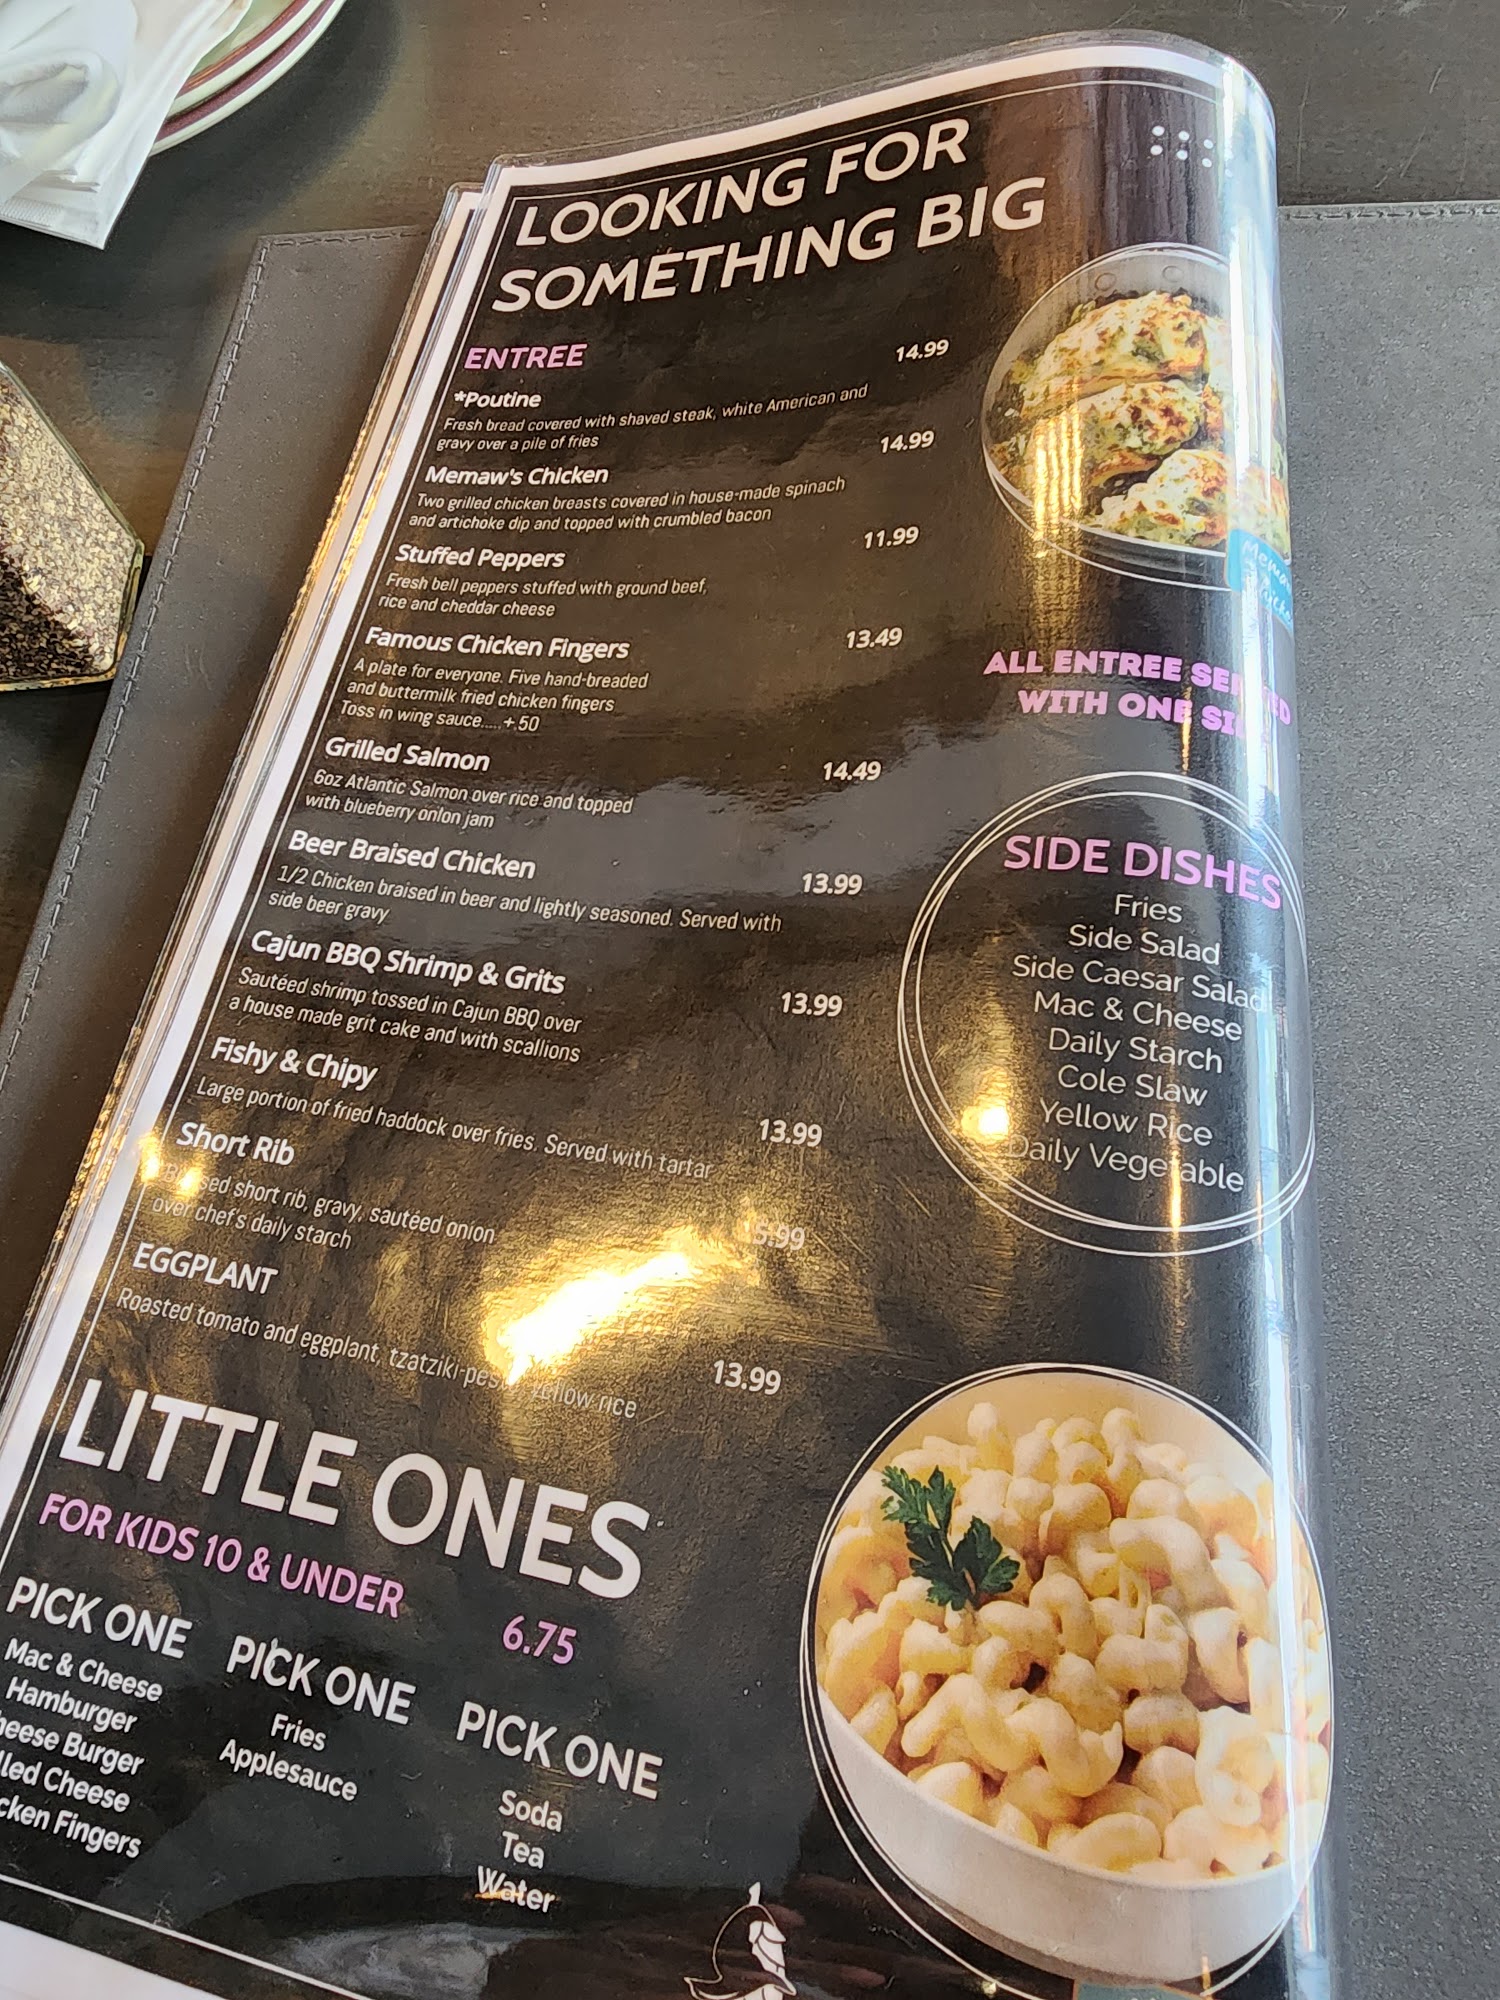 LOOKING FOR
SOMETHING BIG
ENTREE
*Poutine 14.99
Fresh bread covered with shaved steak, white American and
gravy over a pile of fries
Memaw's Chicken 14.99
Two grilled chicken breasts covered in house-made spinach
and artichoke dip and topped with crumbled bacon
Stuffed Peppers 11.99
Fresh bell peppers stuffed with ground beef,
rice and cheddar cheese
Famous Chicken Fingers 13.49
A plate for everyone. Five hand-breaded
and buttermilk fried chicken fingers
Toss in wing sauce.....+.50
Grilled Salmon 14.49
6oz Atlantic Salmon over rice and topped
with blueberry onlon jam
Beer Braised Chicken 13.99
1/2 Chicken braised in beer and lightly seasoned. Served with
side beer gravy
Cajun BBQ Shrimp & Grits 13.99
Sautéed shrimp tossed in Cajun BBQ over
a house made grit cake and with scallions
Fishy & Chipy 13.99
Large portion of fried haddock over fries. Served with tartar
Short Rib 15.99
short rib, gravy, sautéed onion
over chef's daily starch
EGGPLANT 13.99
Roasted tomato and eggplant, tzatziki-pesto yellow rice
ALL ENTREE SERVED
WITH ONE SIDE
SIDE DISHES
Fries
Side Salad
Side Caesar Salad
Mac & Cheese
Daily Starch
Cole Slaw
Yellow Rice
Daily Vegetable
LITTLE ONES
FOR KIDS 10 & UNDER 6.75
PICK ONE
Mac & Cheese
Hamburger
Cheese Burger
Cheese
Fingers
PICK ONE
Fries
Applesauce
PICK ONE
Soda
Tea
Water